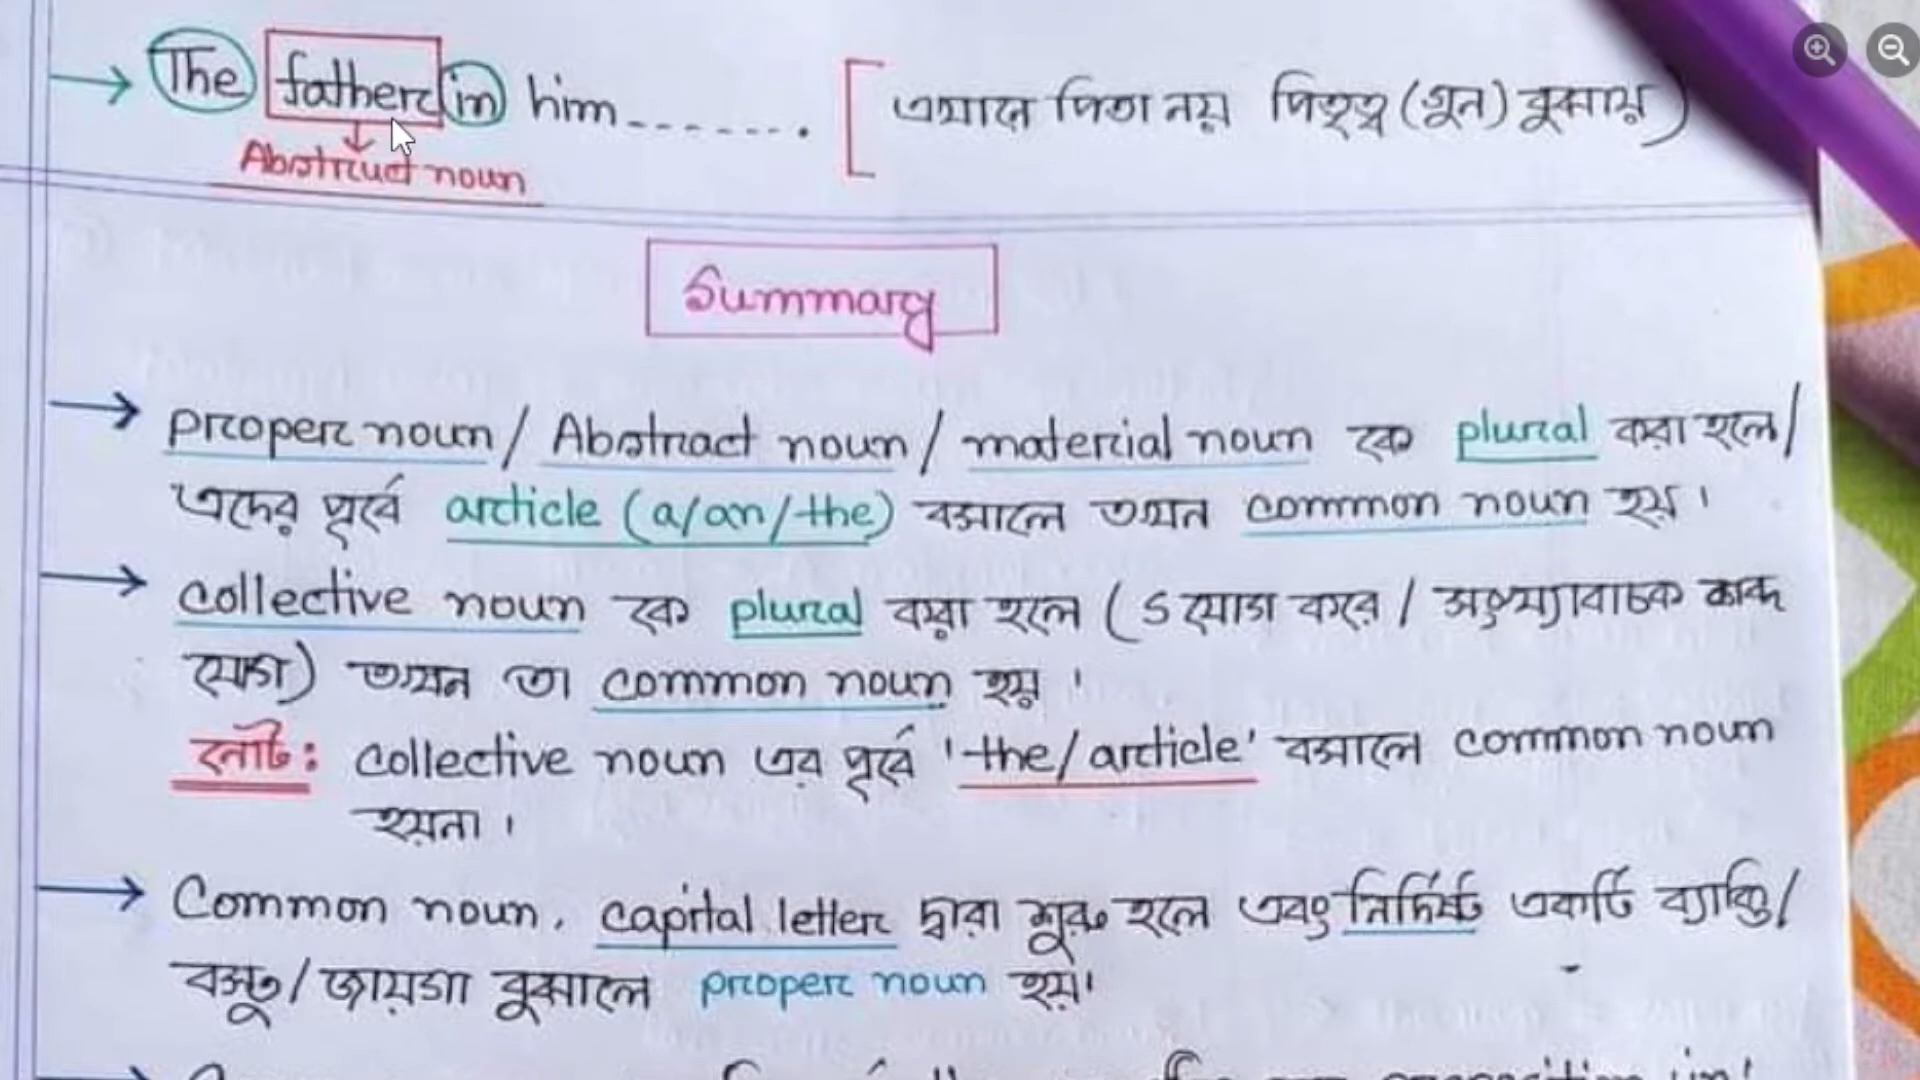 The father in him....... [ এখানে পিতা নয় পিতৃত্ব (গুন) বুঝায় )
Abstruct noun
Summary
proper noun / Abstract noun / material noun কে plural করা হলে /
এদের পূর্বে article (a/an/the) বসালে তখন common noun হয়।
collective noun কে plural করা হলে ( s যোগ করে / সংখ্যাবাচক শব্দ
যোগ) তখন তা common noun হয়।
নোট: collective noun এর পূর্বে 'the/article' বসালে common noun
হয়না।
Common noun, capital letter দ্বারা শুরু হলে এবং নির্দিষ্ট একটি ব্যাক্তি /
বস্তু / জায়গা বুঝালে proper noun হয়।